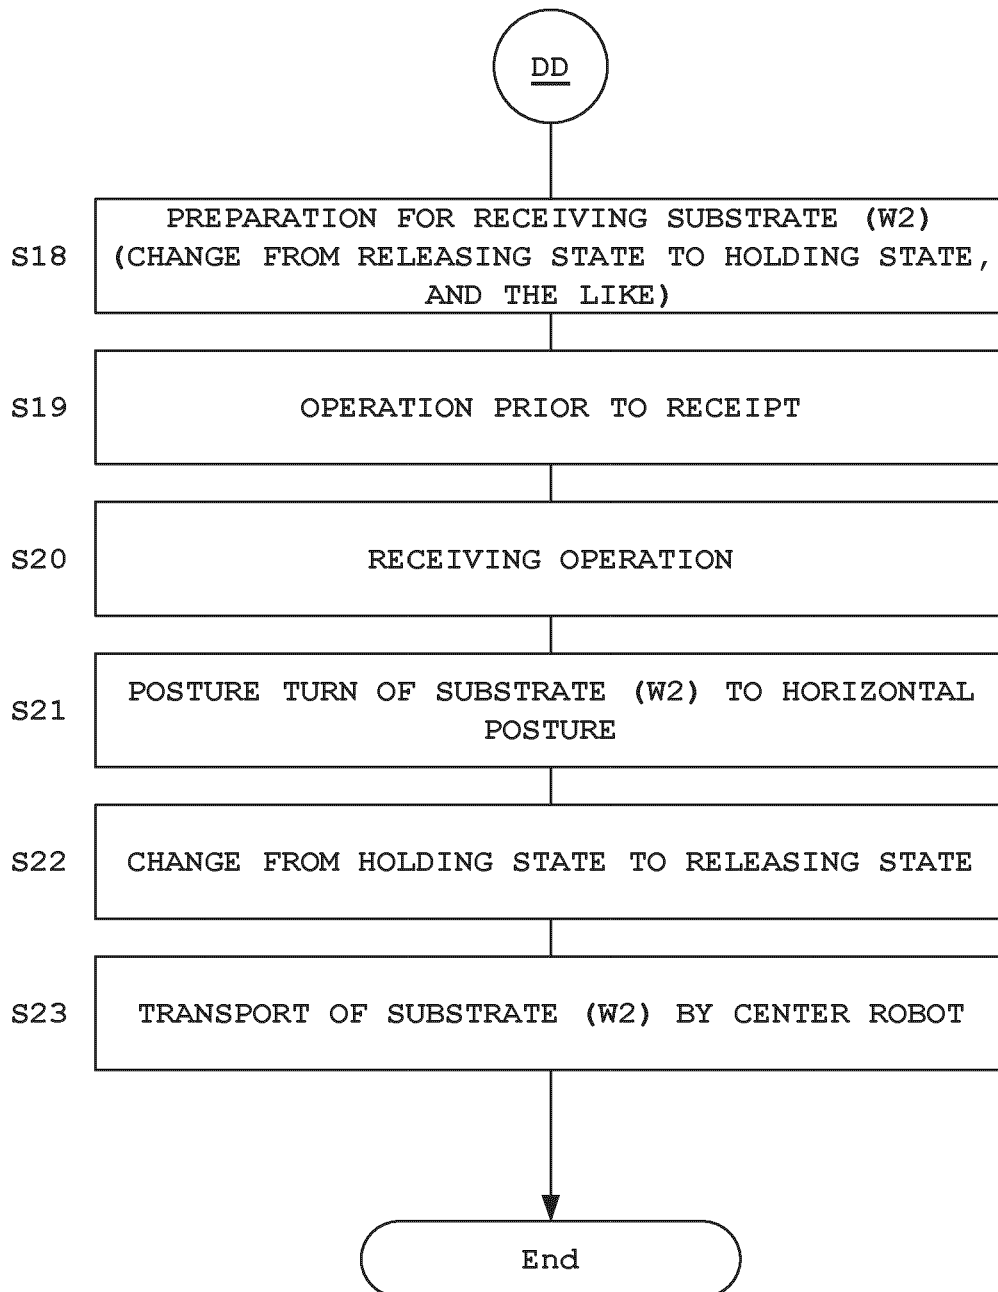 DD
S18
PREPARATION FOR RECEIVING SUBSTRATE (W2)
(CHANGE FROM RELEASING STATE TO HOLDING STATE,
AND THE LIKE)
S19
OPERATION PRIOR TO RECEIPT
S20
RECEIVING OPERATION
S21
POSTURE TURN OF SUBSTRATE (W2) TO HORIZONTAL
POSTURE
S22
CHANGE FROM HOLDING STATE TO RELEASING STATE
S23
TRANSPORT OF SUBSTRATE (W2) BY CENTER ROBOT
End